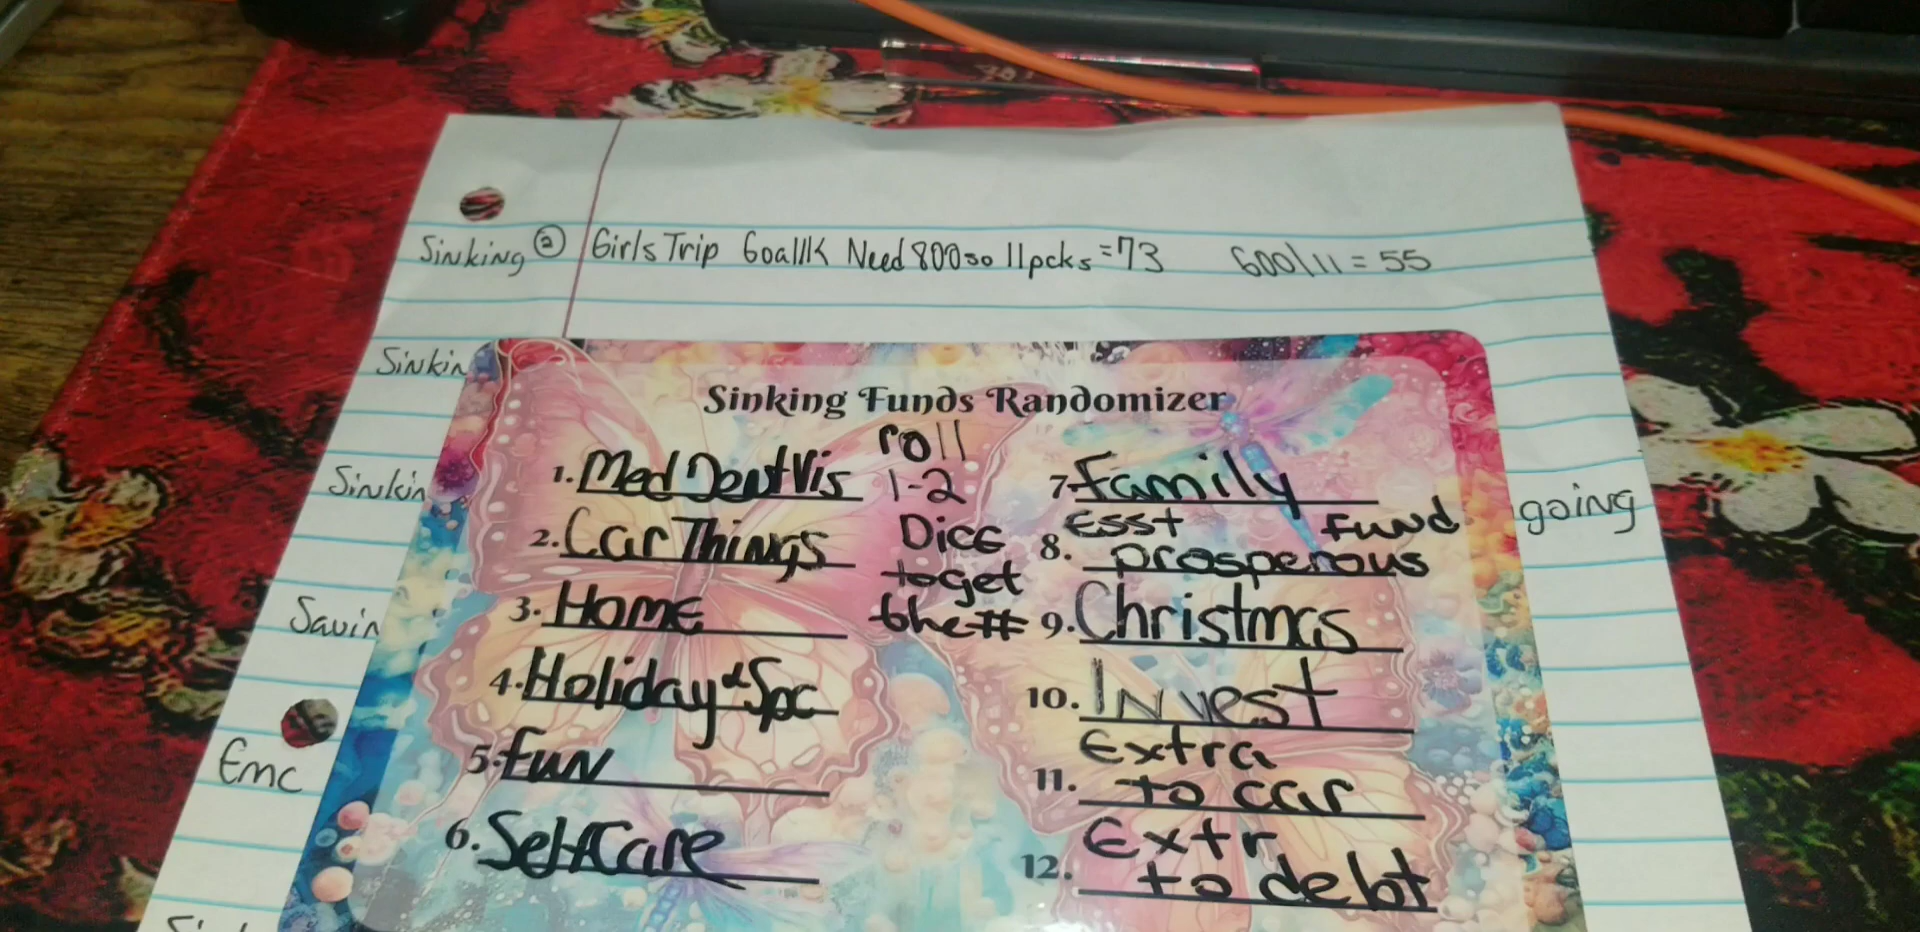 Sinking ② Girls Trip Goal 1K Need 800 so 11pcks = 73 600/11 = 55
Sinkin
Sinkin
going
Savin
Emc
Sinking Funds Randomizer
roll
1-2
Dice
to get
the #
1. Med Dent Vis
2. Car Things
3. Home
4. Holiday & Spc
5. Fun
6. Self Care
7. Family
8. Esst Fund
prosperous
9. Christmas
10. Invest
11. Extra
to car
12. Extr
to debt